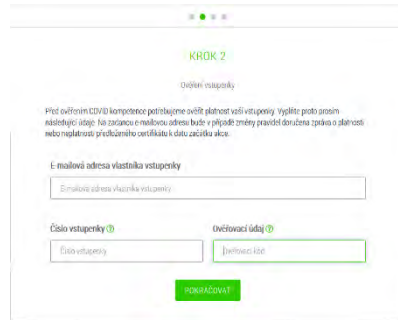 KROK 2
Ověření vstupenky
Před ověřením COVID kompetence potřebujeme ověřit platnost vaší vstupenky. Vyplňte proto prosím
následující údaje. Na zadanou e-mailovou adresu bude v případě změny pravidel doručena zpráva o platnosti
nebo neplatnosti předloženého certifikátu k datu začátku akce.
E-mailová adresa vlastníka vstupenky
E-mailová adresa vlastníka vstupenky
Číslo vstupenky ?
Ověřovací údaj ?
Číslo vstupenky
Ověřovací kód
POKRAČOVAT